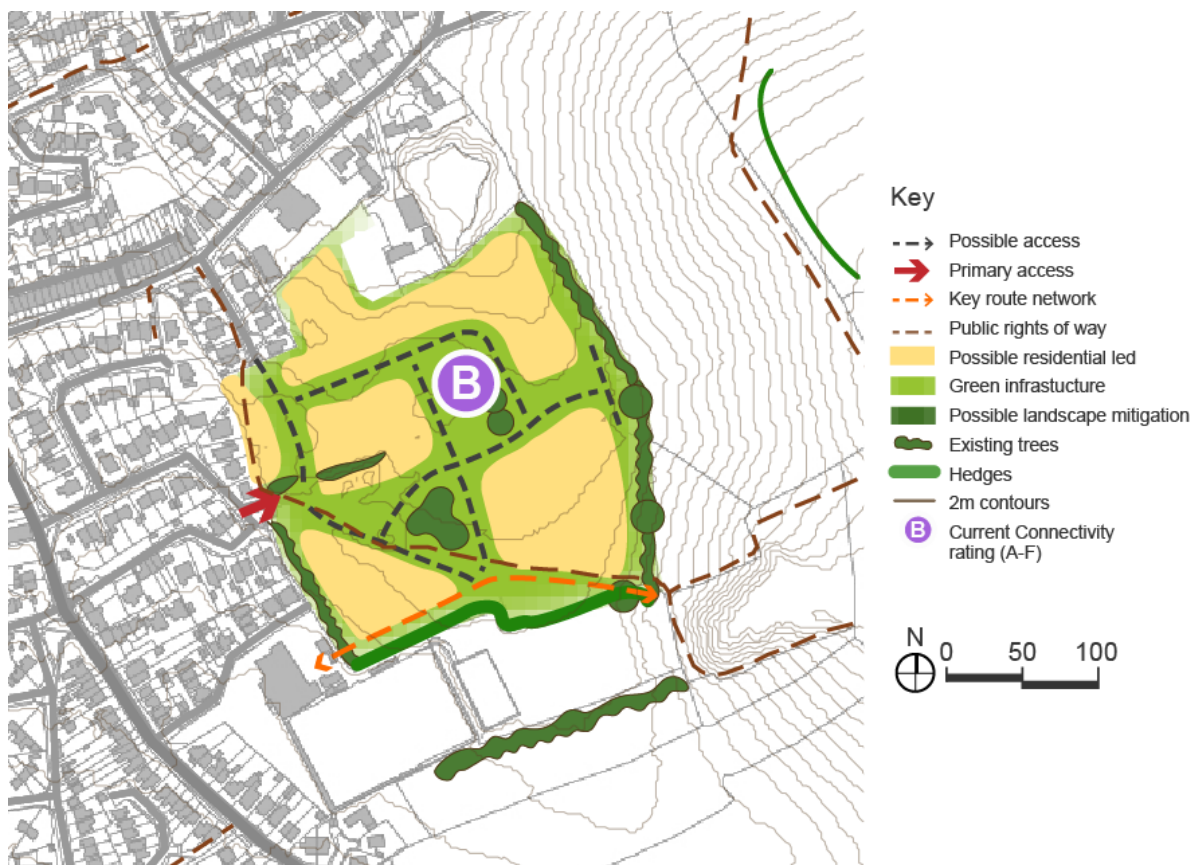 B
Key
Possible access
Primary access
Key route network
Public rights of way
Possible residential led
Green infrastucture
Possible landscape mitigation
Existing trees
Hedges
2m contours
B
Current Connectivity
rating (A-F)
N
0 50 100